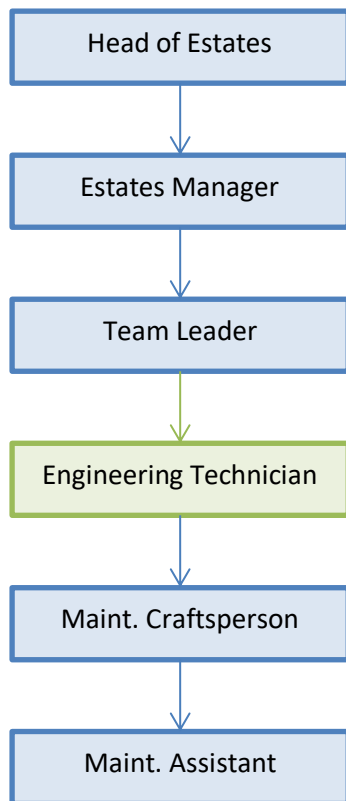 Head of Estates
Estates Manager
Team Leader
Engineering Technician
Maint. Craftsperson
Maint. Assistant